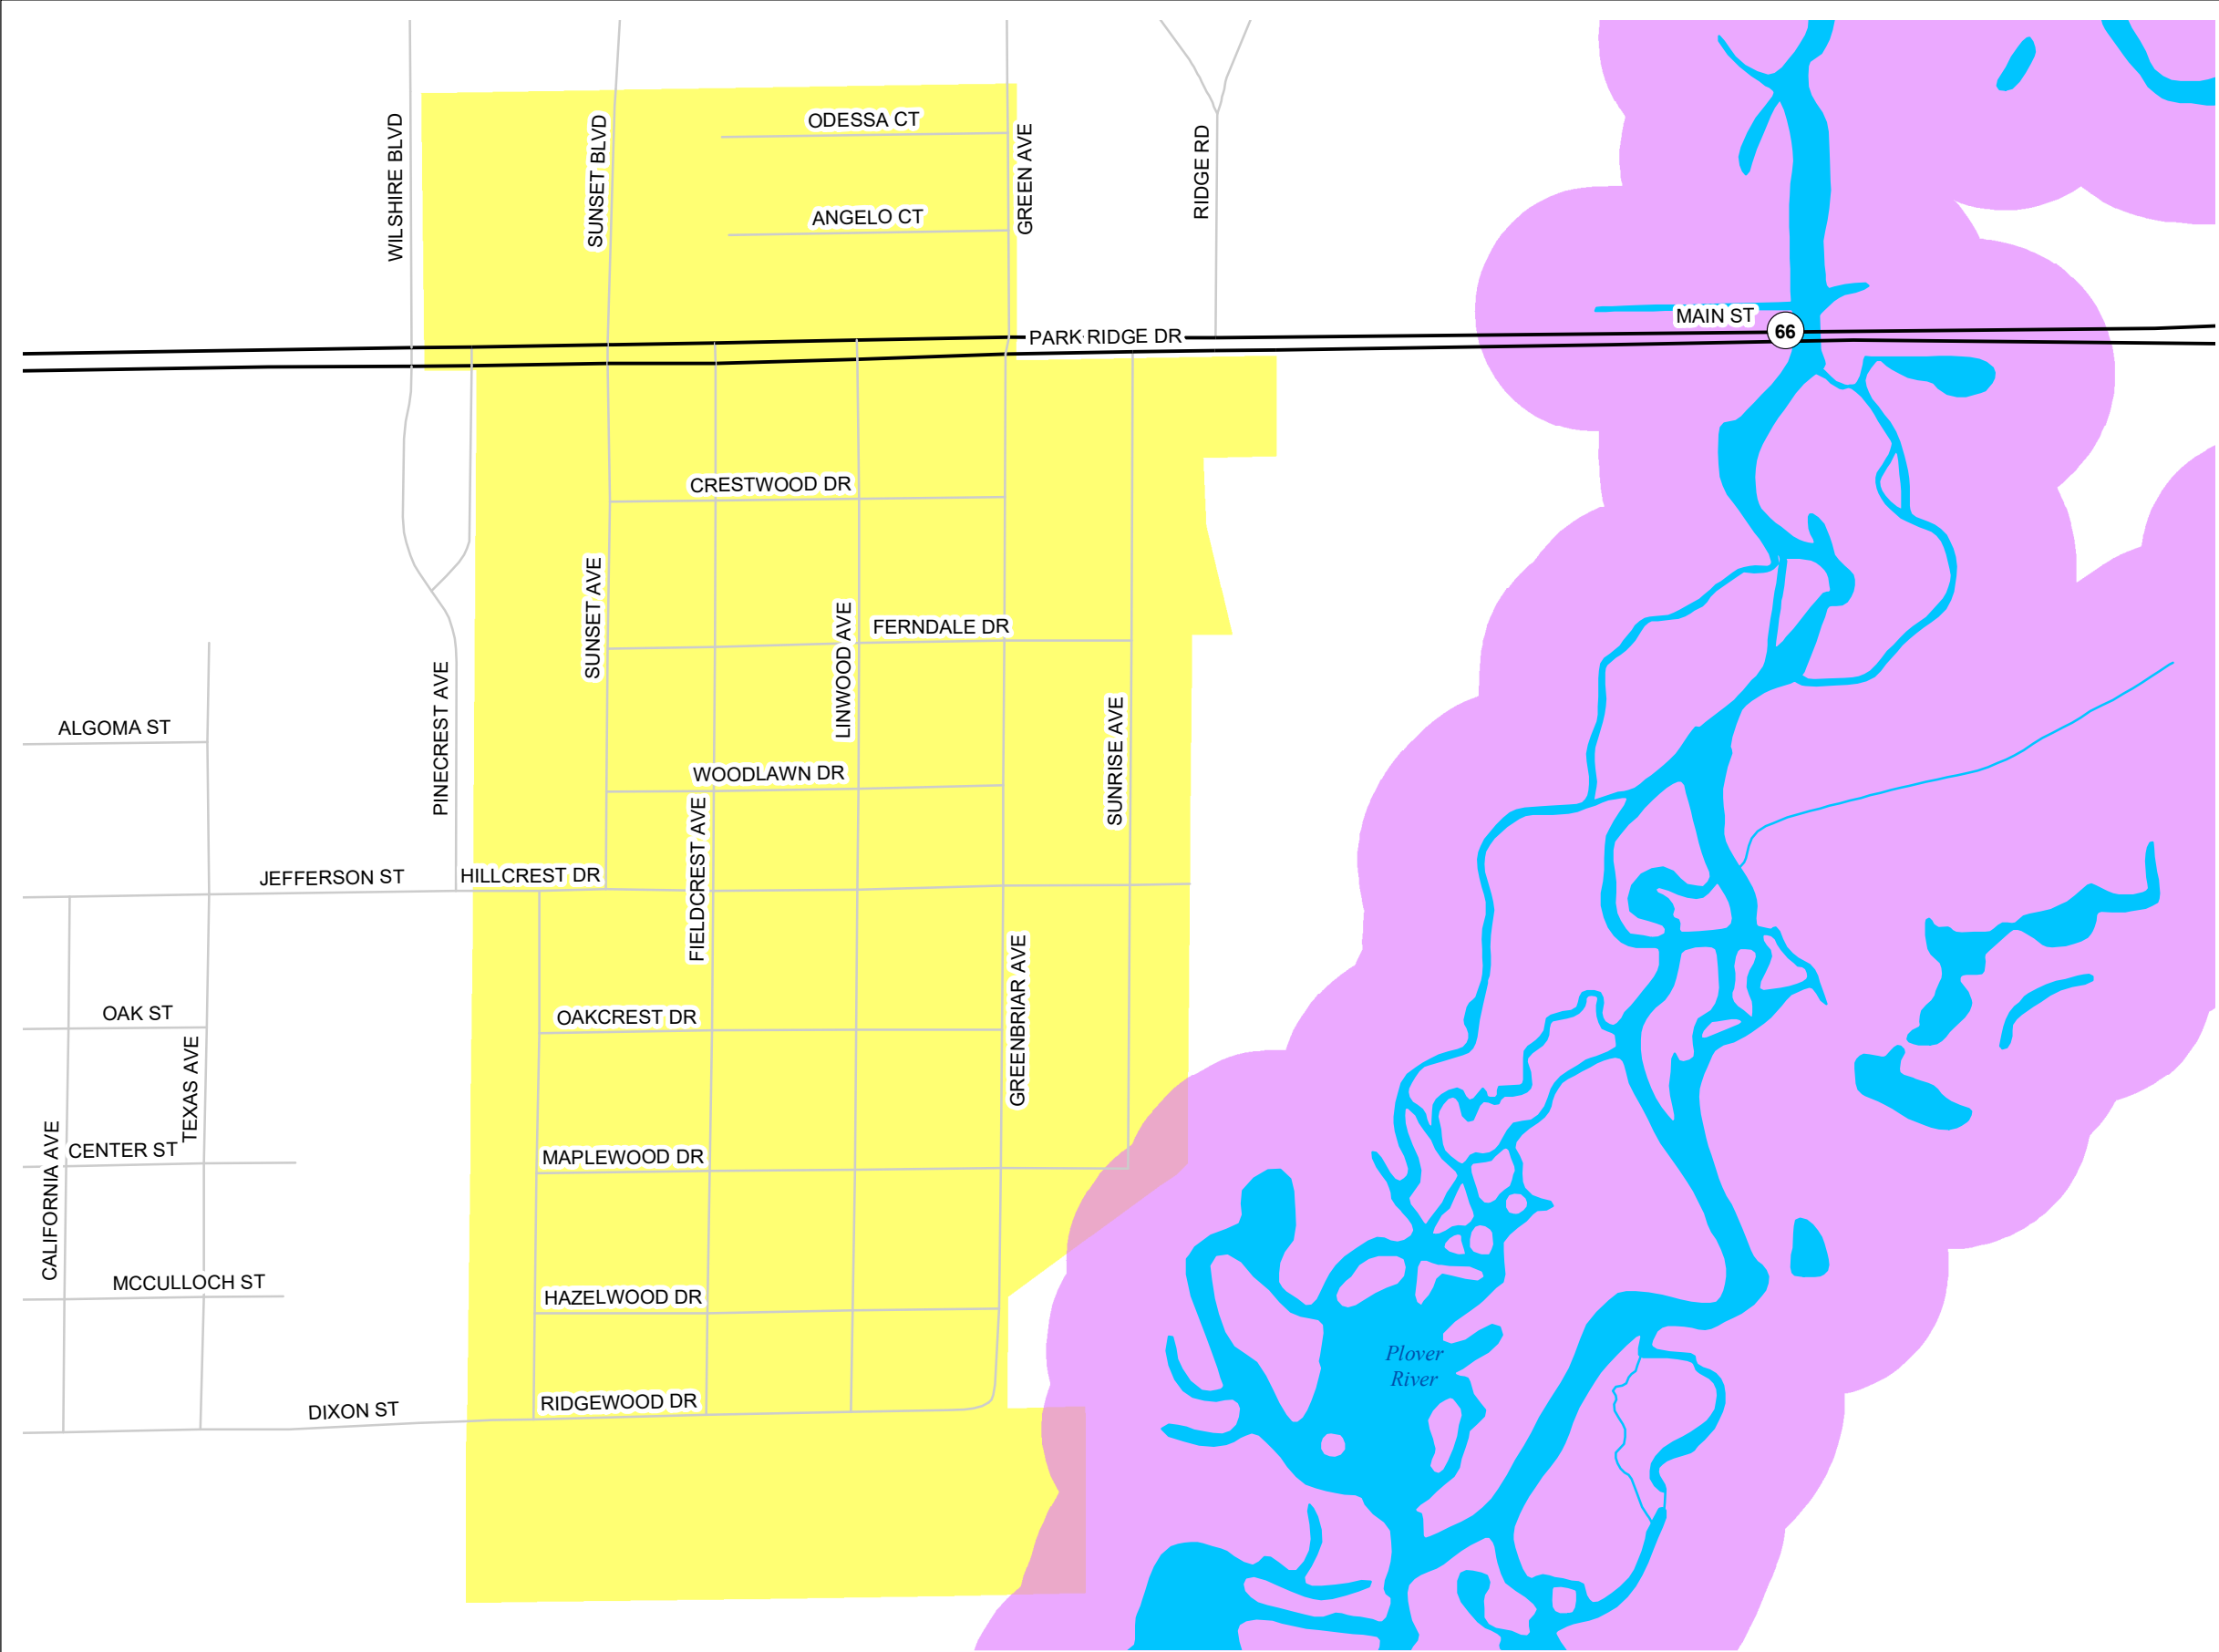 ODESSA CT
WILSHIRE BLVD
SUNSET BLVD
GREEN AVE
RIDGE RD
ANGELO CT
MAIN ST
66
PARK RIDGE DR
CRESTWOOD DR
SUNSET AVE
LINWOOD AVE
FERNDALE DR
PINECREST AVE
SUNRISE AVE
ALGOMA ST
WOODLAWN DR
FIELDCREST AVE
JEFFERSON ST
HILLCREST DR
GREENBRIAR AVE
OAK ST
OAKCREST DR
TEXAS AVE
CALIFORNIA AVE
CENTER ST
MAPLEWOOD DR
MCCULLOCH ST
HAZELWOOD DR
Plover
River
DIXON ST
RIDGEWOOD DR